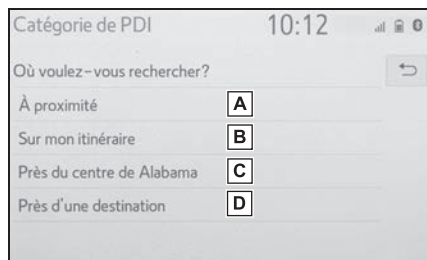 Catégorie de PDI 10:12
Où voulez-vous rechercher?
À proximité A
Sur mon itinéraire B
Près du centre de Alabama C
Près d'une destination D